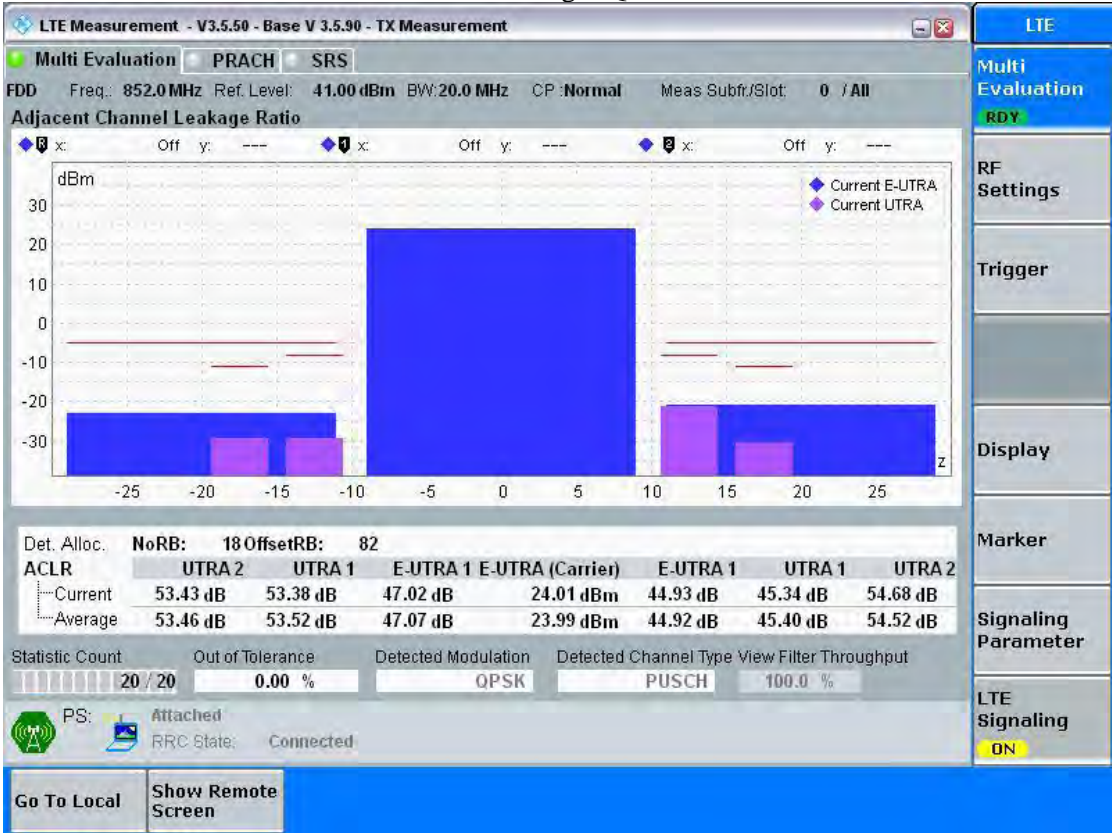 LTE Measurement - V3.5.50 - Base V 3.5.90 - TX Measurement
LTE
Multi Evaluation PRACH SRS
Multi
Evaluation
RDY
FDD Freq.: 852.0 MHz Ref. Level: 41.00 dBm BW: 20.0 MHz CP :Normal Meas Subfr./Slot: 0 / All
Adjacent Channel Leakage Ratio
R x: Off y: --- 1 x: Off y: --- 2 x: Off y: ---
dBm
Current E-UTRA
Current UTRA
30
20
10
0
-10
-20
-30
z
-25 -20 -15 -10 -5 0 5 10 15 20 25
RF
Settings
Trigger
Display
Marker
Signaling
Parameter
LTE
Signaling
ON
Det. Alloc. NoRB: 18 OffsetRB: 82
ACLR UTRA 2 UTRA 1 E-UTRA 1 E-UTRA (Carrier) E-UTRA 1 UTRA 1 UTRA 2
Current 53.43 dB 53.38 dB 47.02 dB 24.01 dBm 44.93 dB 45.34 dB 54.68 dB
Average 53.46 dB 53.52 dB 47.07 dB 23.99 dBm 44.92 dB 45.40 dB 54.52 dB
Statistic Count Out of Tolerance Detected Modulation Detected Channel Type View Filter Throughput
20 / 20 0.00 % QPSK PUSCH 100.0 %
PS: Attached
RRC State: Connected
Go To Local
Show Remote
Screen